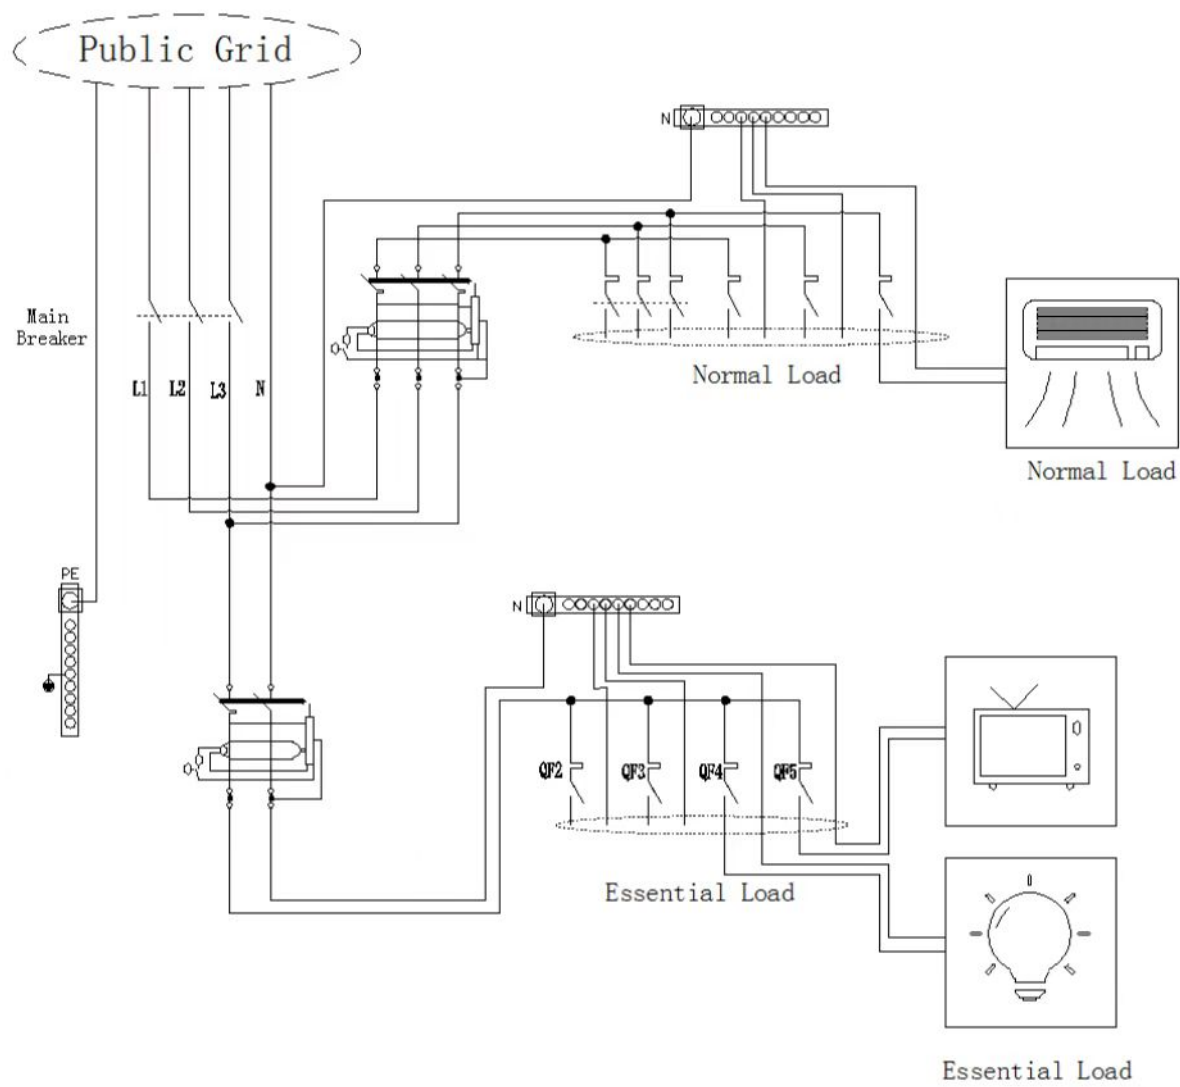 Public Grid
N
Main
Breaker
Normal Load
L1 L2 L3 N
Normal Load
PE
N
QF2 QF3 QF4 QF5
Essential Load
Essential Load